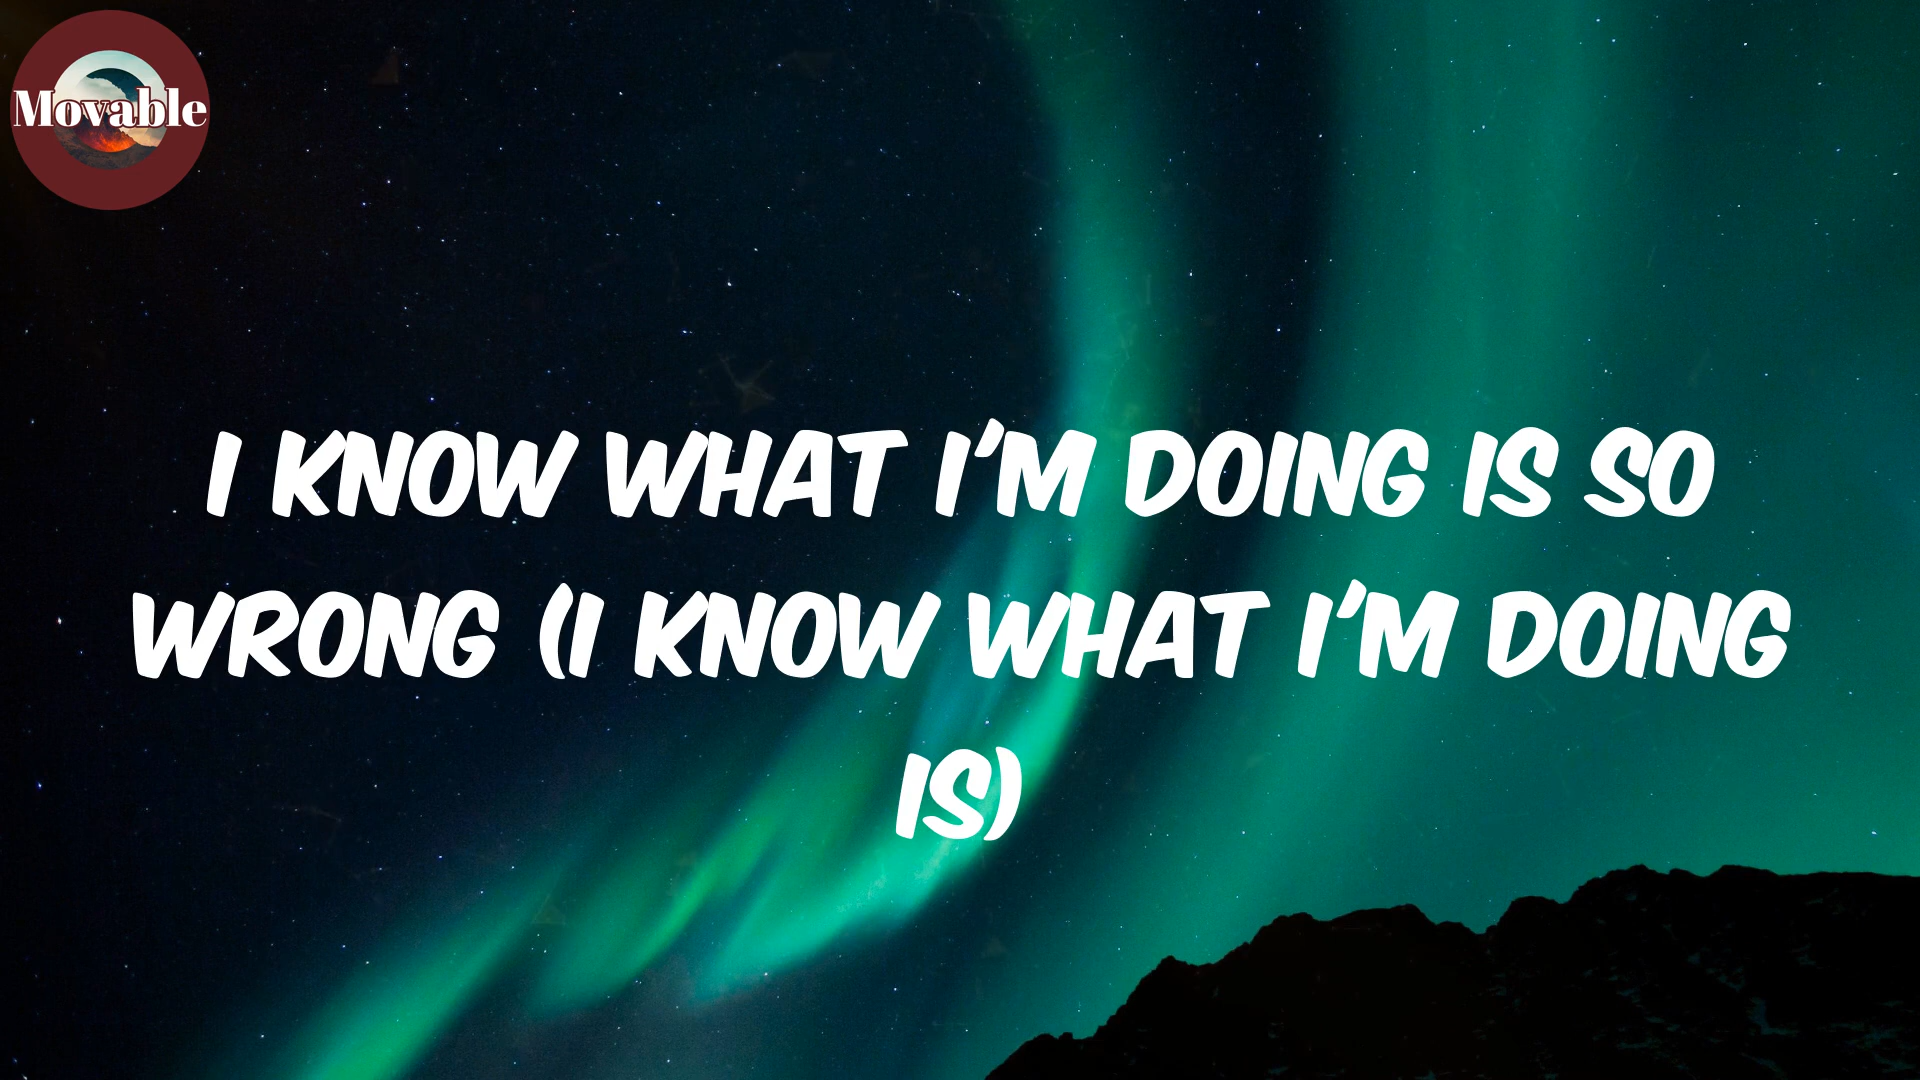 Movable
I KNOW WHAT I'M DOING IS SO
WRONG (I KNOW WHAT I'M DOING
IS)